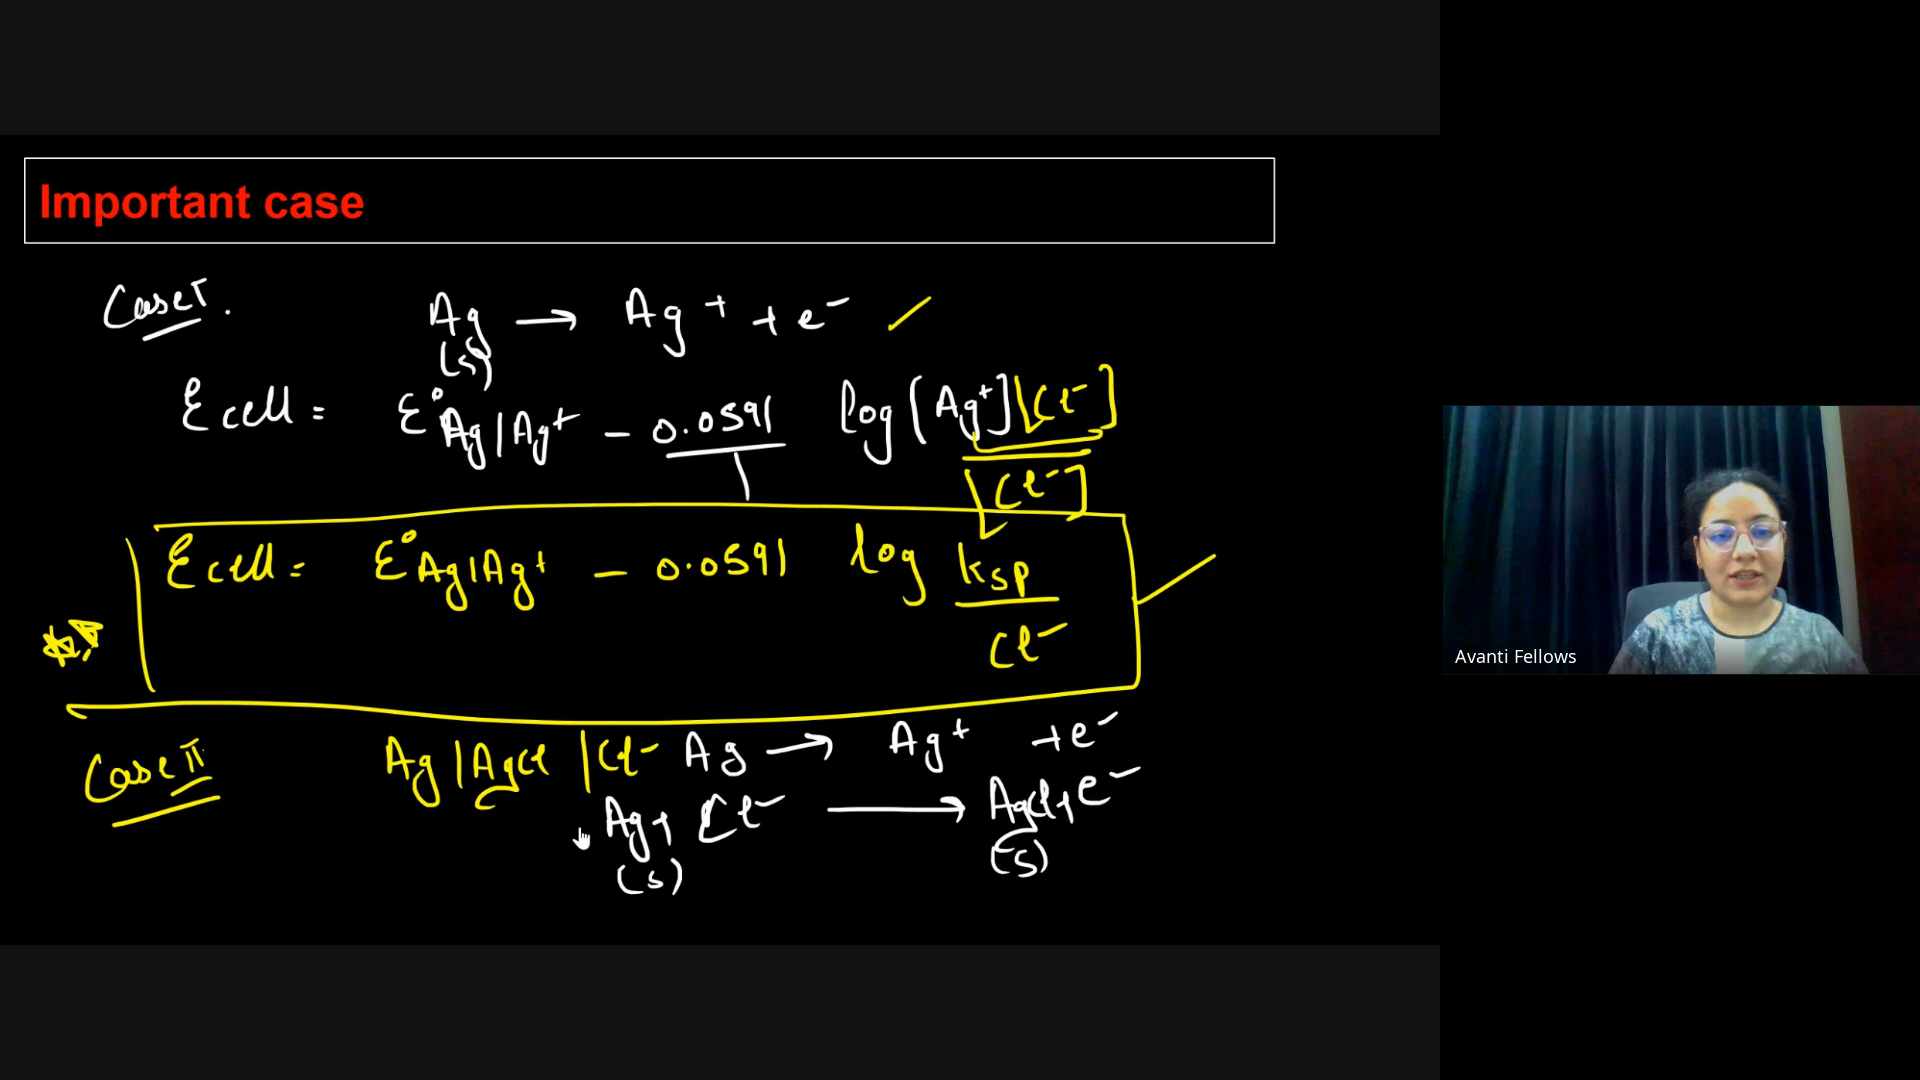 Important case
Case I.
Ag(s) → Ag⁺ + e⁻
Ecell = E°Ag|Ag⁺ − 0.0591/1 log [Ag⁺][Cl⁻]/[Cl⁻]
Ecell = E°Ag|Ag⁺ − 0.0591 log ksp/Cl⁻
Case II Ag|AgCl|Cl⁻ Ag → Ag⁺ + e⁻
Ag(s) + Cl⁻ → AgCl(s) + e⁻
Avanti Fellows